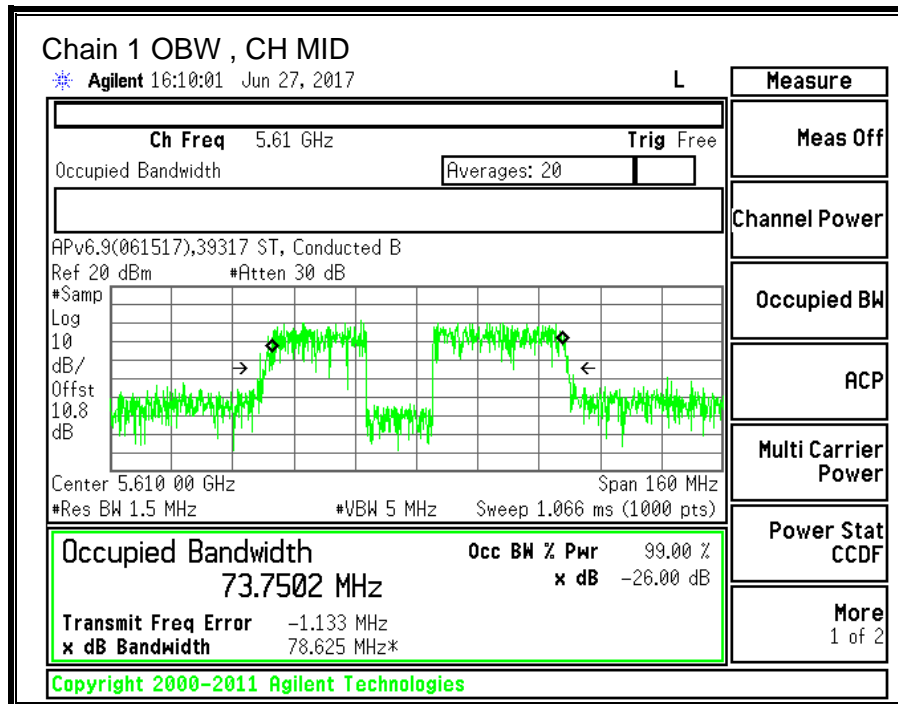 Chain 1 OBW , CH MID
Agilent 16:10:01 Jun 27, 2017 L
Measure
Ch Freq 5.61 GHz Trig Free
Meas Off
Occupied Bandwidth Averages: 20
Channel Power
APv6.9(061517),39317 ST, Conducted B
Ref 20 dBm #Atten 30 dB
Occupied BW
#Samp
Log
10
dB/
Offst
10.8
dB
ACP
Multi Carrier
Power
Center 5.610 00 GHz Span 160 MHz
#Res BW 1.5 MHz #VBW 5 MHz Sweep 1.066 ms (1000 pts)
Power Stat
CCDF
Occupied Bandwidth Occ BW % Pwr 99.00 %
73.7502 MHz x dB -26.00 dB
Transmit Freq Error -1.133 MHz
x dB Bandwidth 78.625 MHz*
More
1 of 2
Copyright 2000-2011 Agilent Technologies